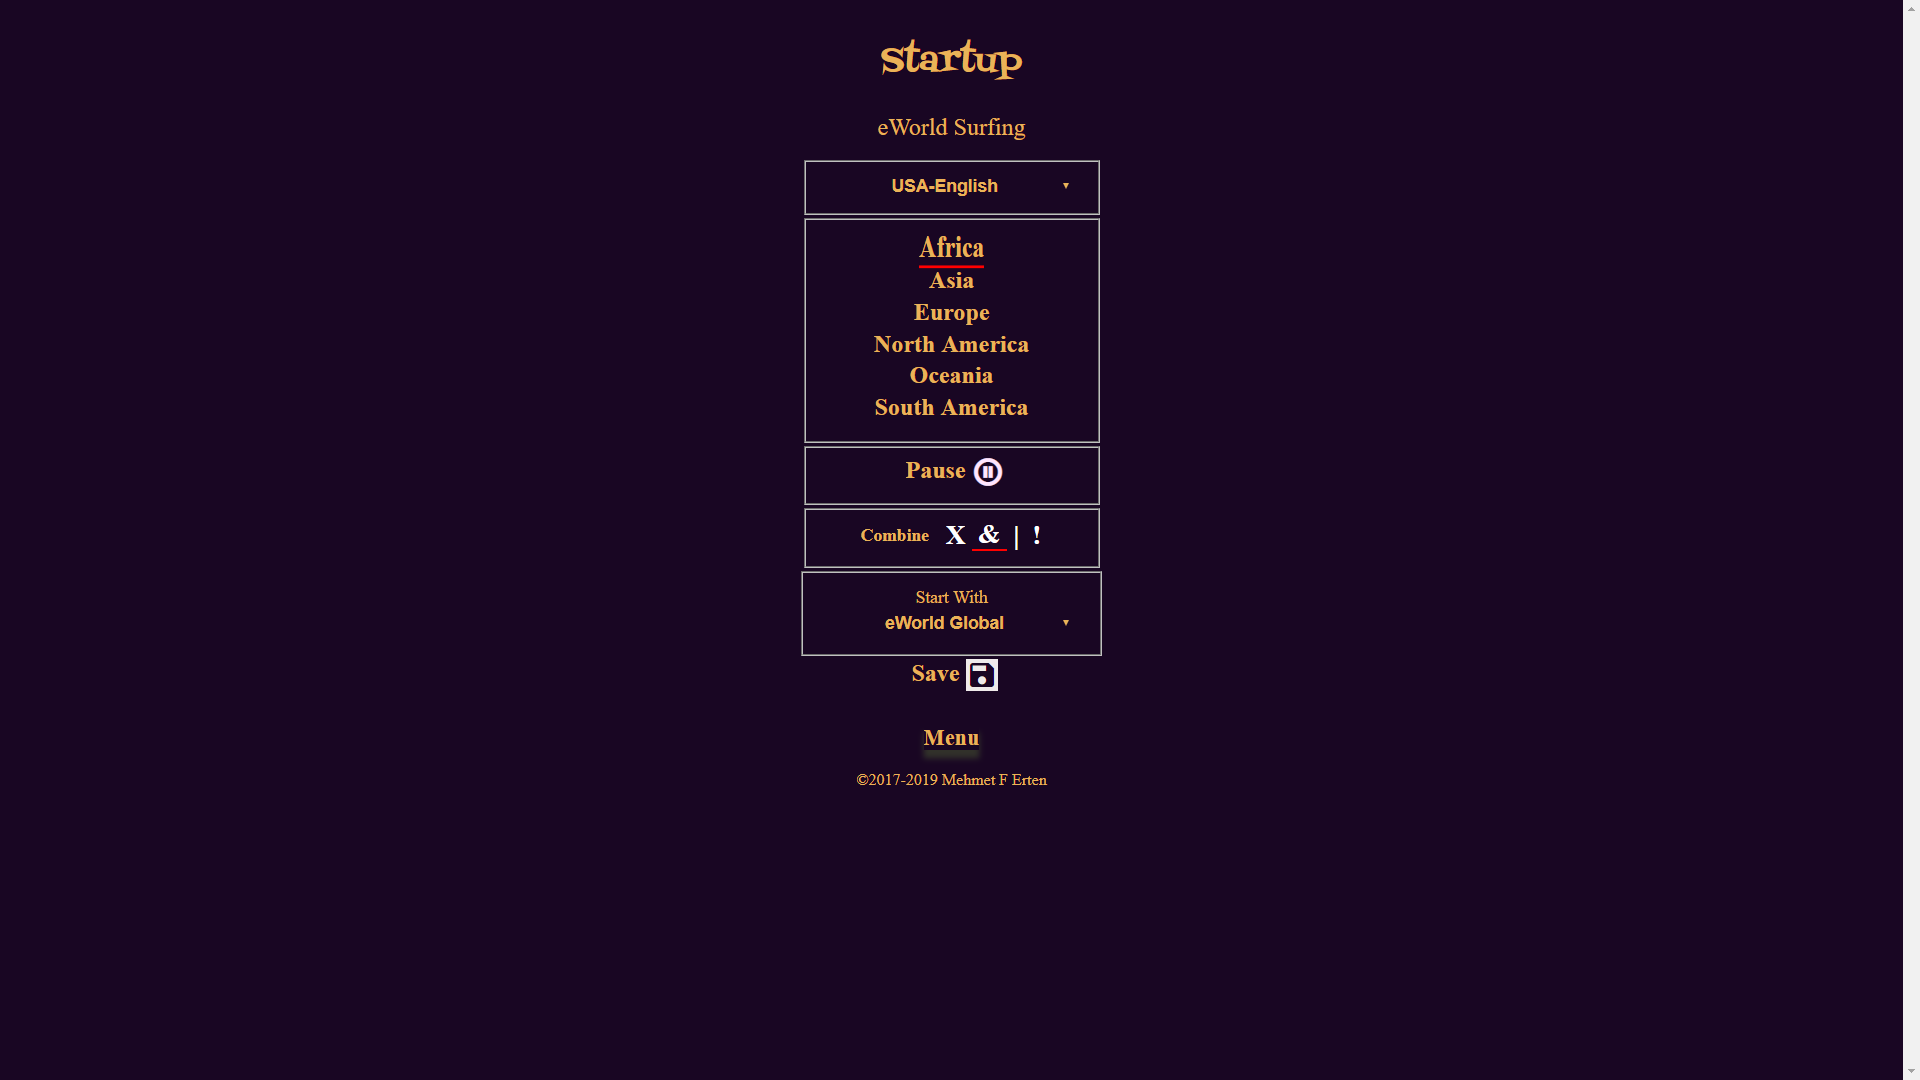 startup
eWorld Surfing
USA-English
Africa
Asia
Europe
North America
Oceania
South America
Pause
Combine X & | !
Start With
eWorld Global
Save
Menu
©2017-2019 Mehmet F Erten